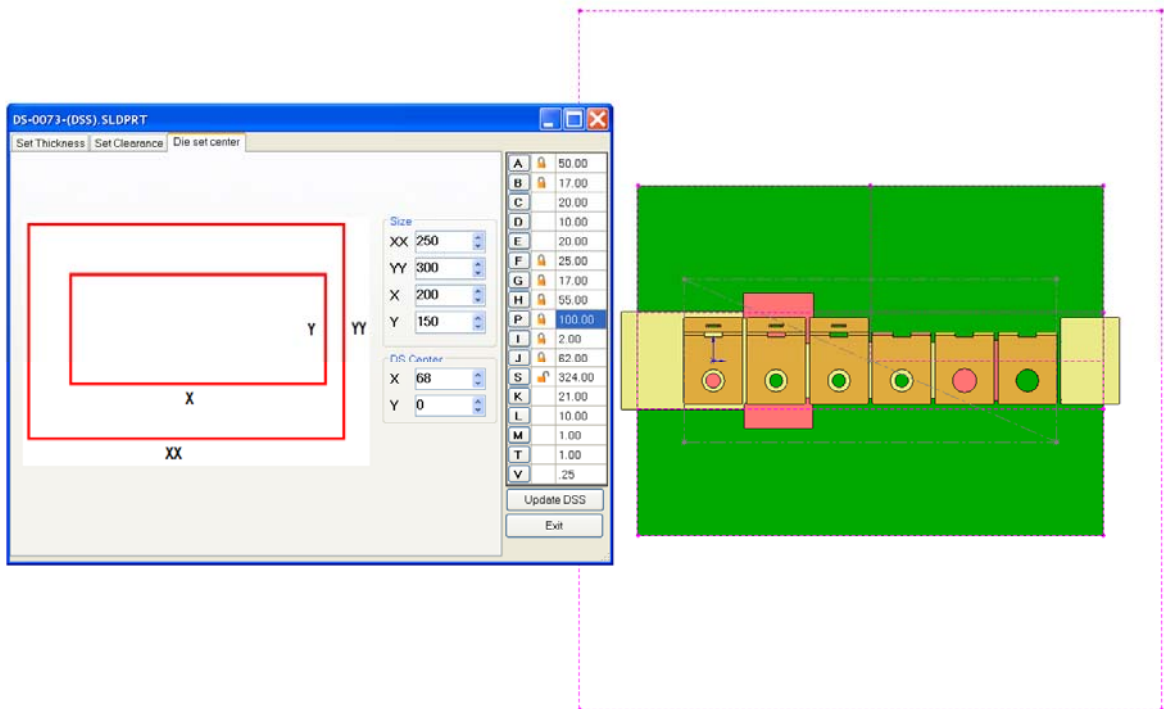 DS-0073-(DSS).SLDPRT
Set Thickness Set Clearance Die set center
Size
XX 250
YY 300
X 200
Y 150
DS Center
X 68
Y 0
Y YY
X
XX
A 50.00
B 17.00
C 20.00
D 10.00
E 20.00
F 25.00
G 17.00
H 55.00
P 100.00
I 2.00
J 62.00
S 324.00
K 21.00
L 10.00
M 1.00
T 1.00
V .25
Update DSS
Exit